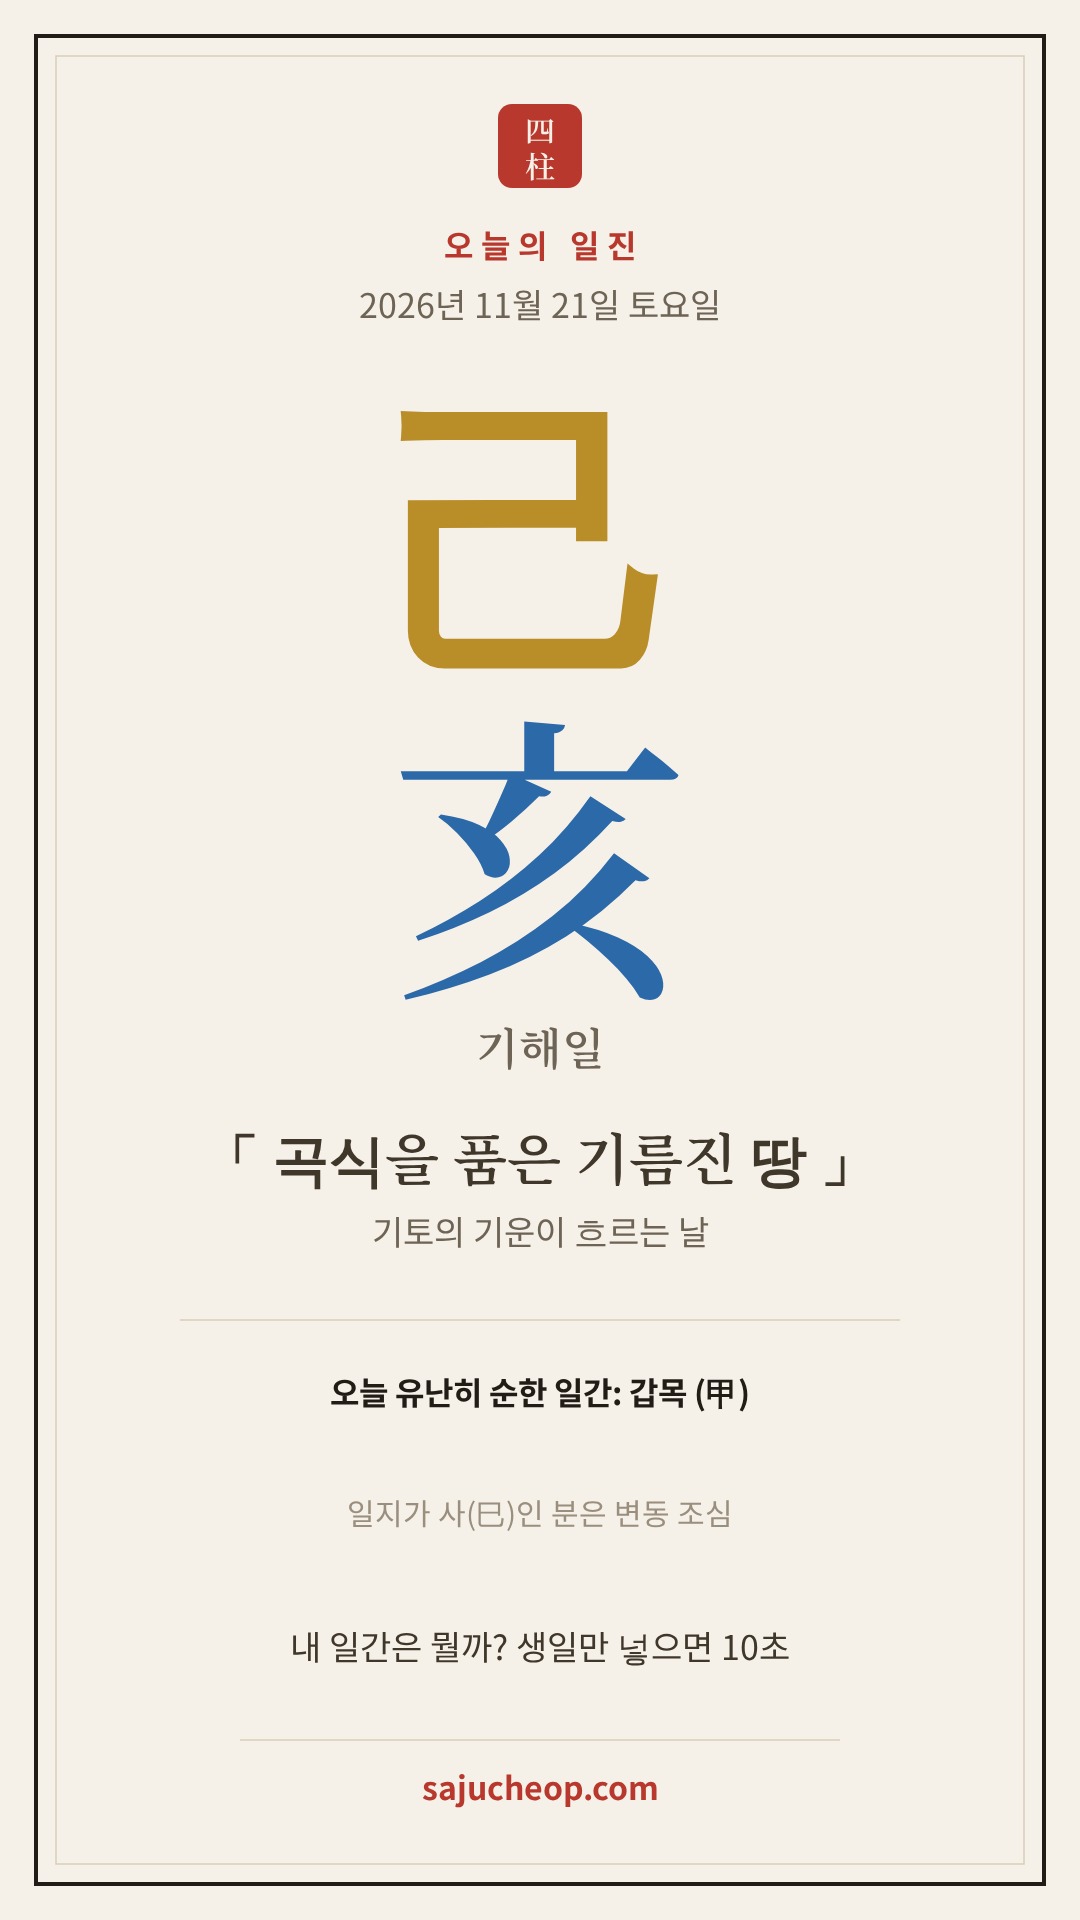 四
柱
오늘의 일진
2026년 11월 21일 토요일
己
亥
기해일
「 곡식을 품은 기름진 땅 」
기토의 기운이 흐르는 날
오늘 유난히 순한 일간: 갑목 (甲)
일지가 사(巳)인 분은 변동 조심
내 일간은 뭘까? 생일만 넣으면 10초
sajucheop.com